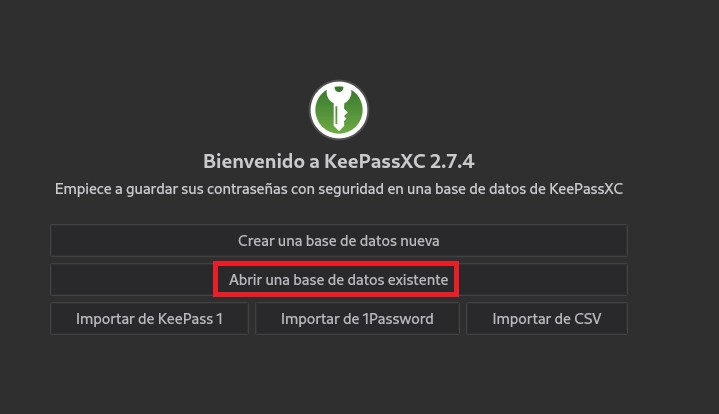 Bienvenido a KeePassXC 2.7.4
Empiece a guardar sus contraseñas con seguridad en una base de datos de KeePassXC
Crear una base de datos nueva
Abrir una base de datos existente
Importar de KeePass 1
Importar de 1Password
Importar de CSV